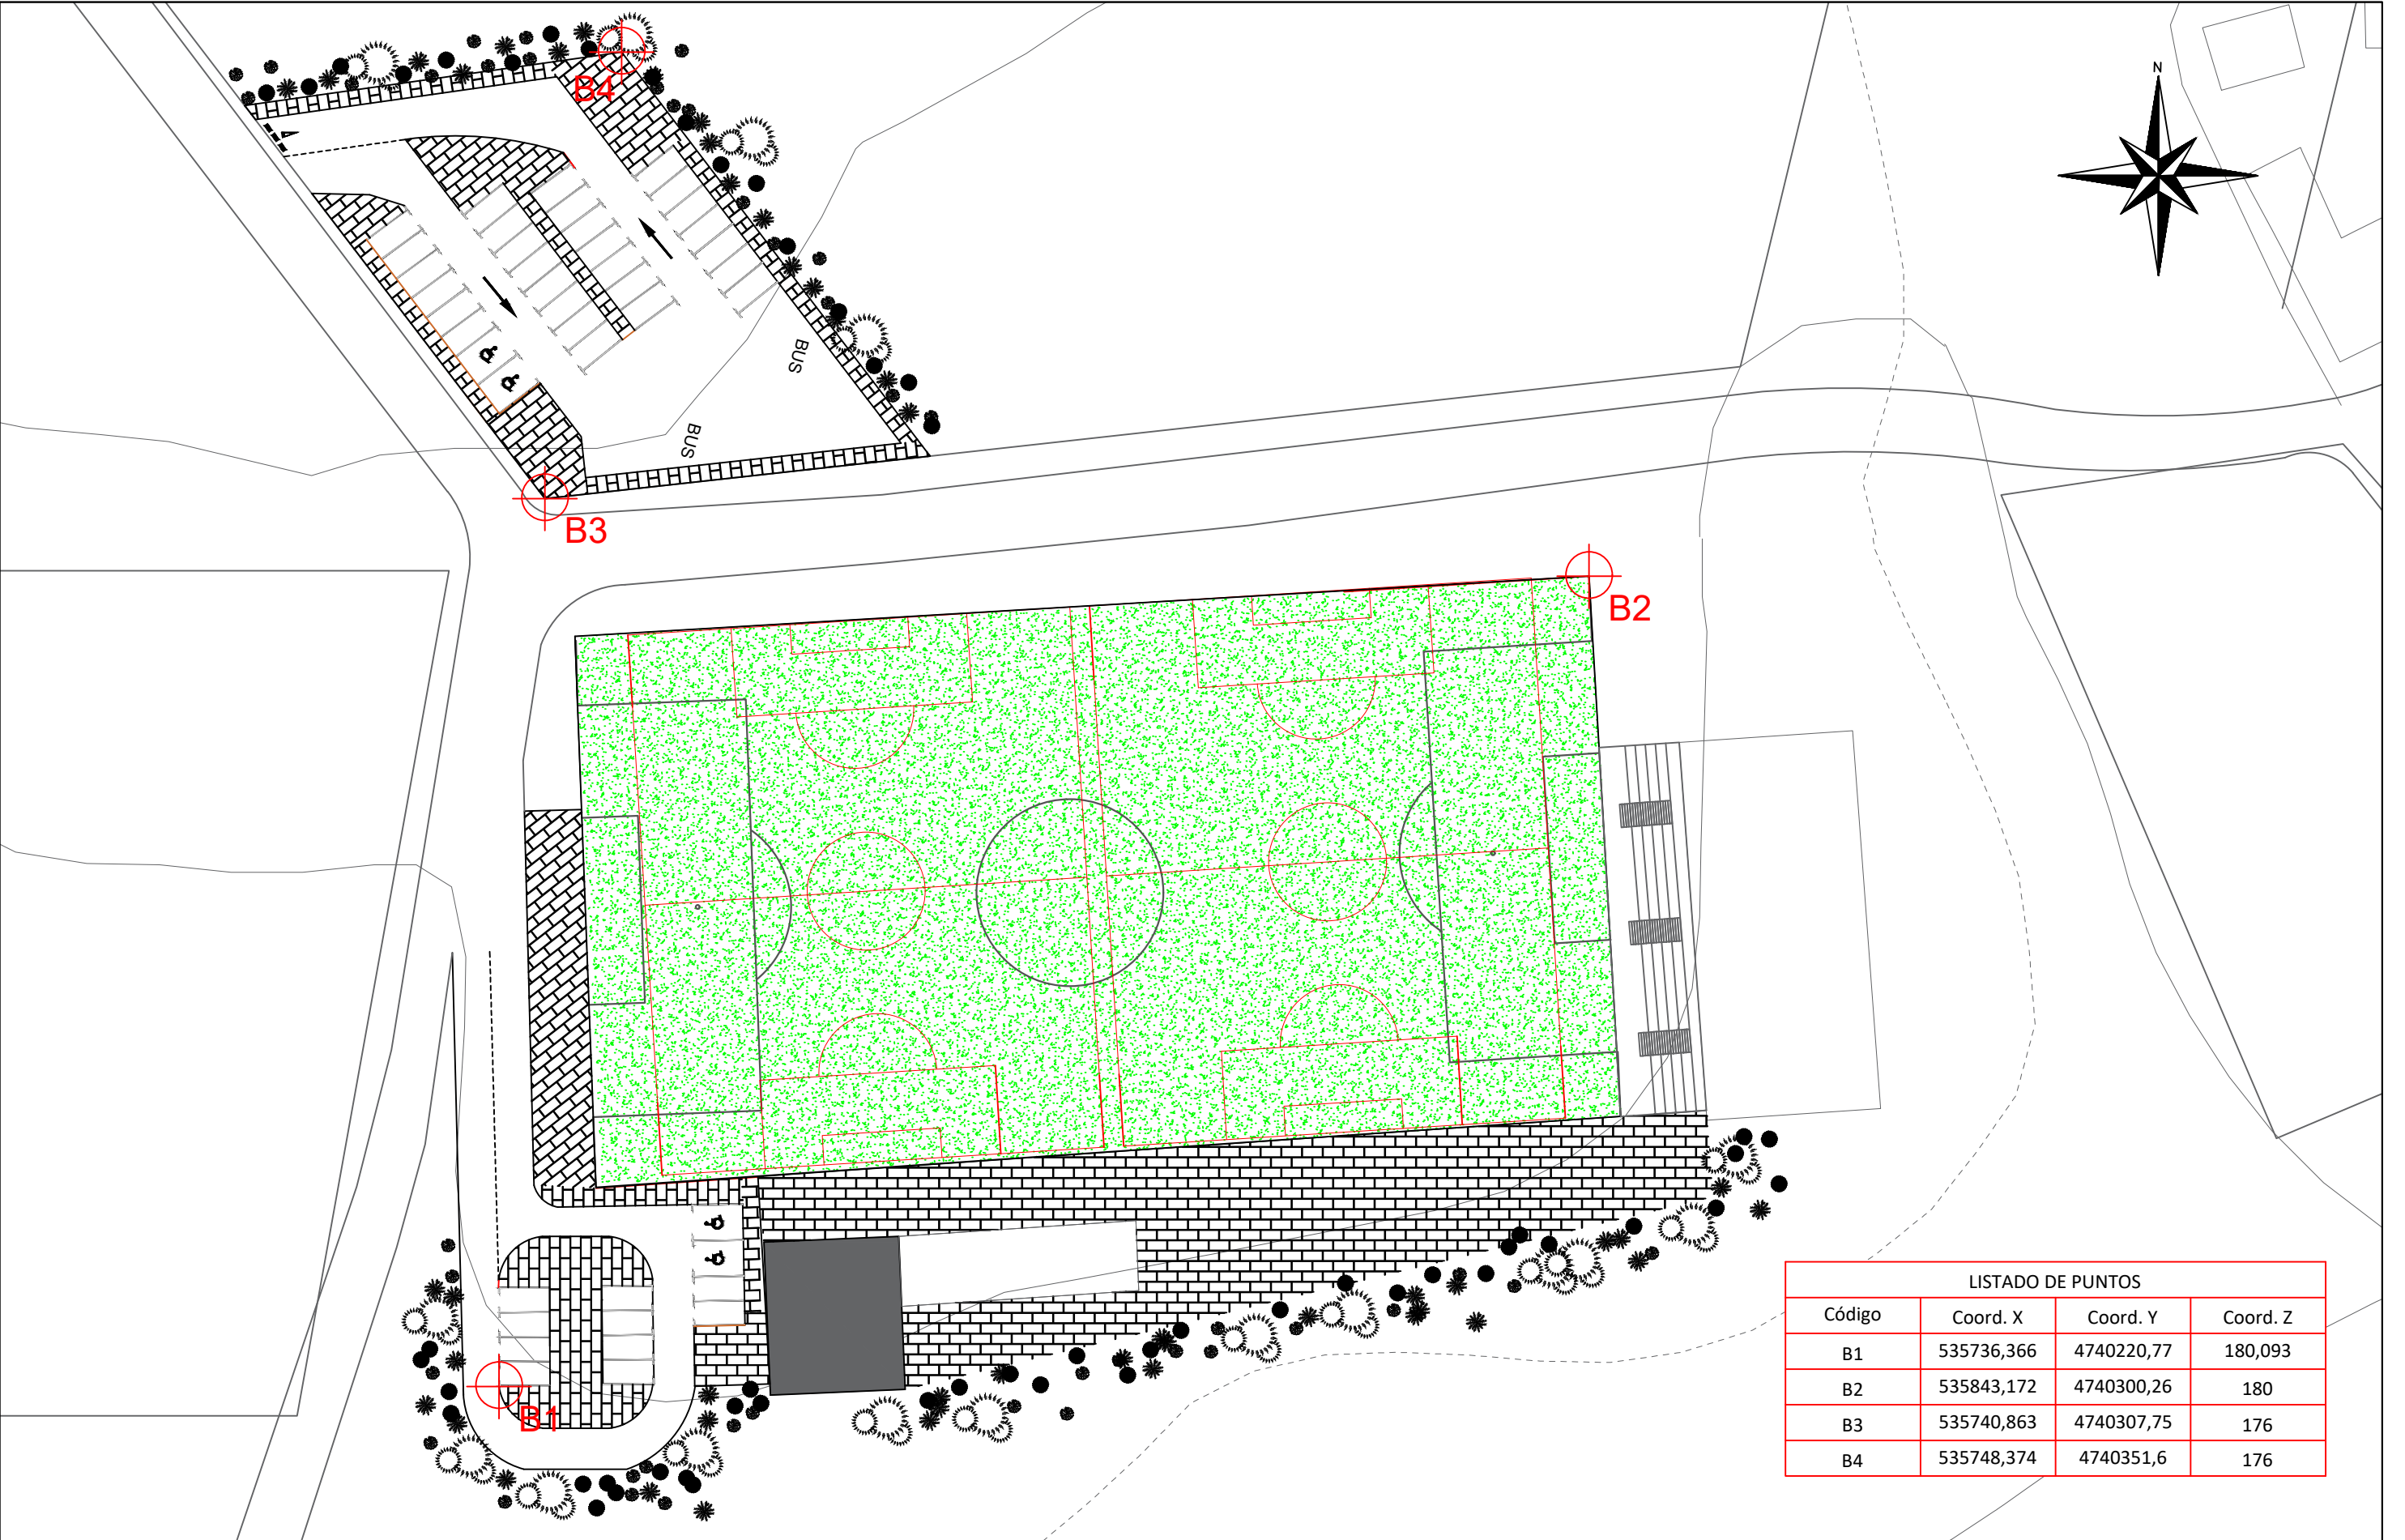 B4
N
BUS
BUS
B3
B2
B1
LISTADO DE PUNTOS
Código Coord. X Coord. Y Coord. Z
B1 535736,366 4740220,77 180,093
B2 535843,172 4740300,26 180
B3 535740,863 4740307,75 176
B4 535748,374 4740351,6 176